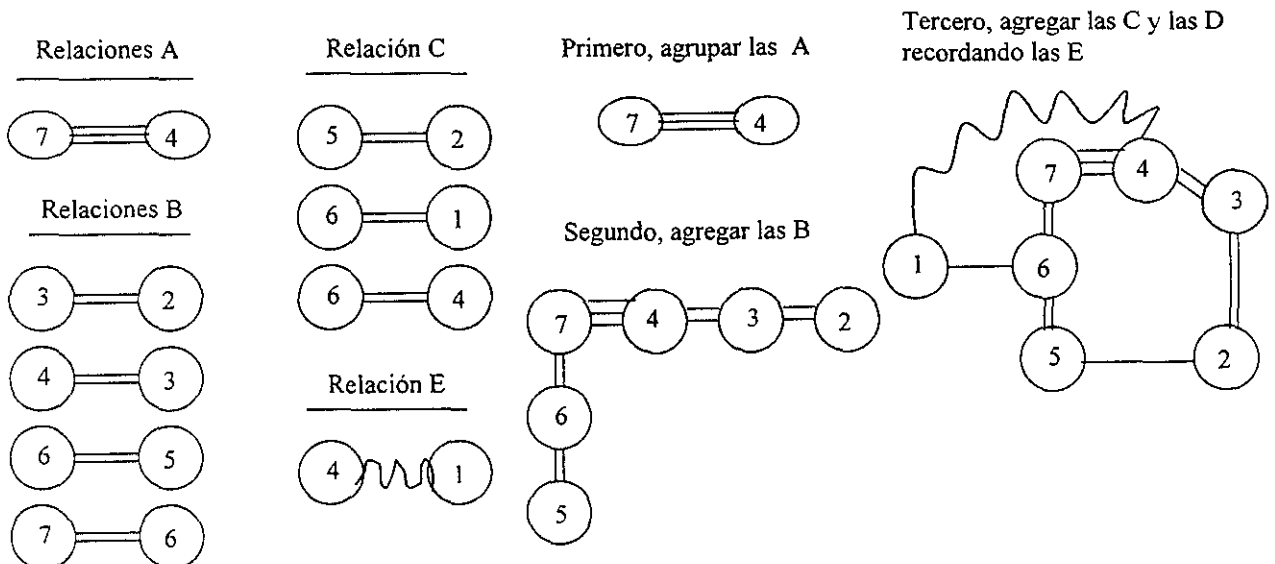 Relaciones A
7 4
Relaciones B
3 2
4 3
6 5
7 6
Relación C
5 2
6 1
6 4
Relación E
4 1
Primero, agrupar las A
7 4
Segundo, agregar las B
7 4 3 2
6
5
Tercero, agregar las C y las D
recordando las E
7 4
3
1 6
5 2